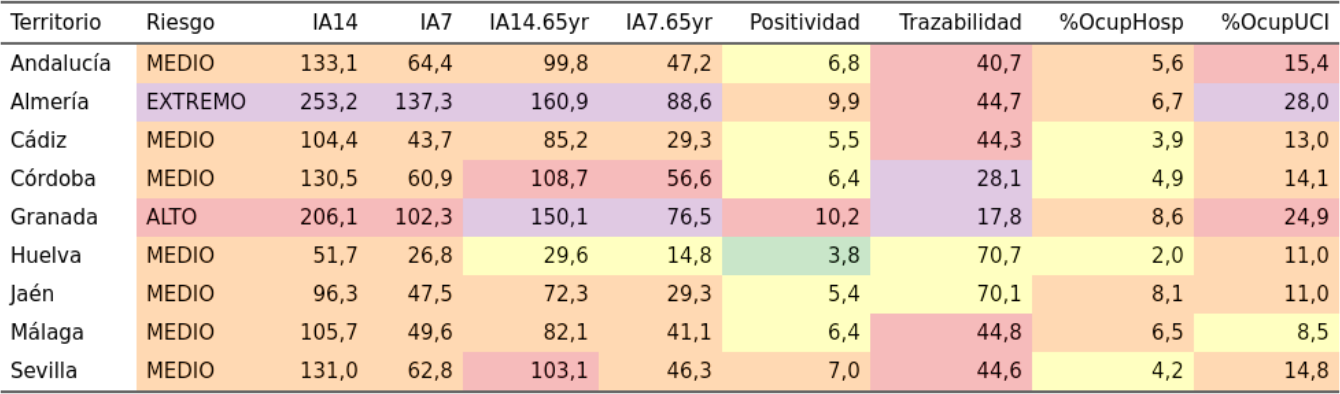 Territorio Riesgo IA14 IA7 IA14.65yr IA7.65yr Positividad Trazabilidad %OcupHosp %OcupUCI
Andalucía MEDIO 133,1 64,4 99,8 47,2 6,8 40,7 5,6 15,4
Almería EXTREMO 253,2 137,3 160,9 88,6 9,9 44,7 6,7 28,0
Cádiz MEDIO 104,4 43,7 85,2 29,3 5,5 44,3 3,9 13,0
Córdoba MEDIO 130,5 60,9 108,7 56,6 6,4 28,1 4,9 14,1
Granada ALTO 206,1 102,3 150,1 76,5 10,2 17,8 8,6 24,9
Huelva MEDIO 51,7 26,8 29,6 14,8 3,8 70,7 2,0 11,0
Jaén MEDIO 96,3 47,5 72,3 29,3 5,4 70,1 8,1 11,0
Málaga MEDIO 105,7 49,6 82,1 41,1 6,4 44,8 6,5 8,5
Sevilla MEDIO 131,0 62,8 103,1 46,3 7,0 44,6 4,2 14,8